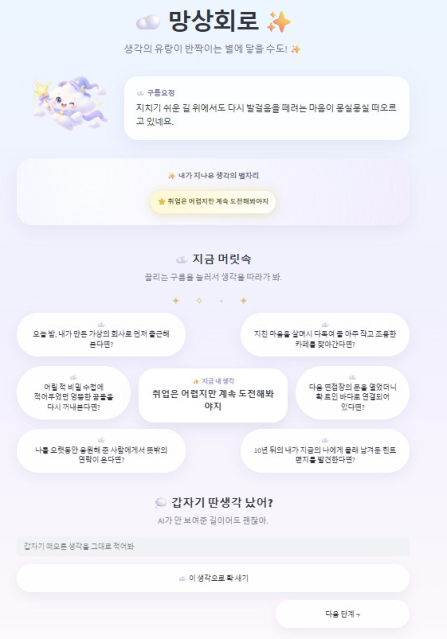 망상회로
생각의 유랑이 반짝이는 별에 닿을 수도!
구름요정
지치기 쉬운 길 위에서도 다시 발걸음을 떼려는 마음이 몽실몽실 떠오르
고 있네요.
내가 지나온 생각의 별자리
취업은 어렵지만 계속 도전해봐야지
지금 머릿속
끌리는 구름을 눌러서 생각을 따라가 봐.
오늘 밤, 내가 만든 가상의 회사로 먼저 출근해
본다면?
지친 마음을 살며시 다독여 줄 아주 작고 조용한
카페를 찾아간다면?
어릴 적 비밀 수첩에
적어두었던 엉뚱한 꿈들을
다시 꺼내본다면?
지금 내 생각
취업은 어렵지만 계속 도전해봐
야지
다음 면접장의 문을 열었더니
확 트인 바다로 연결되어
있다면?
나를 오랫동안 응원해 준 사람에게서 뜻밖의
연락이 온다면?
10년 뒤의 내가 지금의 나에게 몰래 남겨둔 힌트
편지를 발견한다면?
갑자기 딴생각 났어?
AI가 안 보여준 길이어도 괜찮아.
갑자기 떠오른 생각을 그대로 적어봐
이 생각으로 확 새기
다음 단계 →